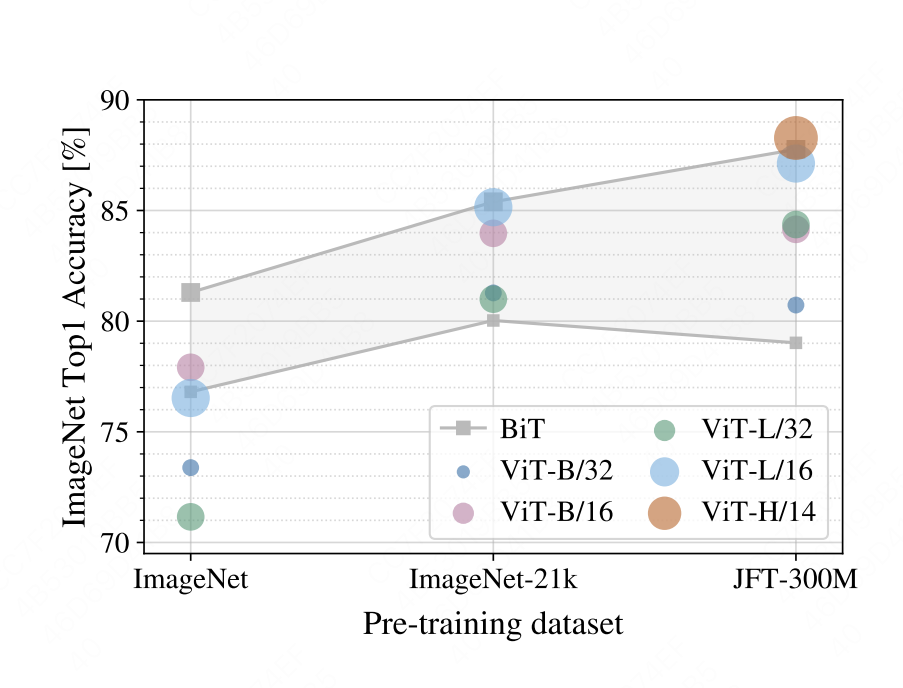 90
85
80
75
70
ImageNet Top1 Accuracy [%]
BiT
ViT-B/32
ViT-B/16
ViT-L/32
ViT-L/16
ViT-H/14
ImageNet
ImageNet-21k
JFT-300M
Pre-training dataset